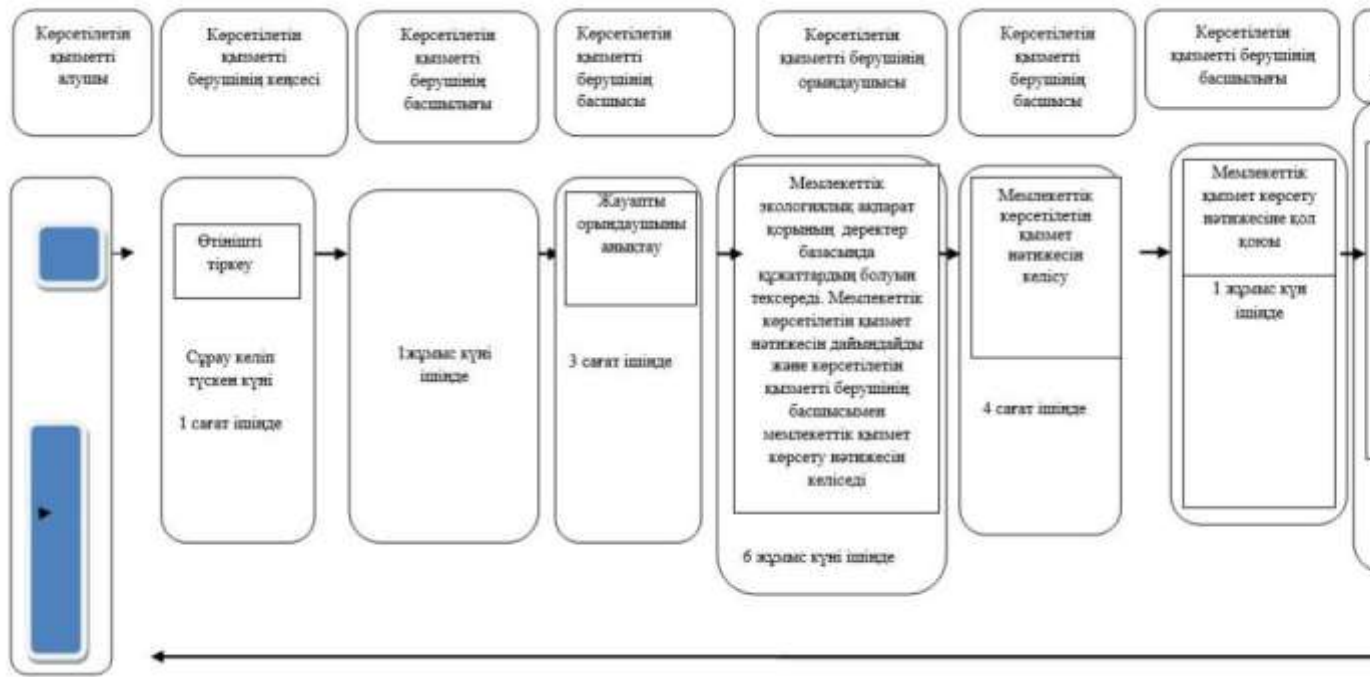 Көрсетілетін
қызметті
алушы
Көрсетілетін
қызметті
берушінің кеңсесі
Көрсетілетін
қызметті
берушінің
басшылығы
Көрсетілетін
қызметті
берушінің
басшысы
Көрсетілетін
қызметті берушінің
орындаушысы
Көрсетілетін
қызметті
берушінің
басшысы
Көрсетілетін
қызметті берушінің
басшылығы
Өтінішті
тіркеу
Сұрау келіп
түскен күні
1 сағат ішінде
1жұмыс күні
ішінде
Жауапты
орындаушыны
анықтау
3 сағат ішінде
Мемлекеттік
экологиялық ақпарат
қорының деректер
базасында
құжаттардың болуын
тексереді. Мемлекеттік
көрсетілетін қызмет
нәтижесін дайындайды
және көрсетілетін
қызметті берушінің
басшысымен
мемлекеттік қызмет
көрсету нәтижесін
келіседі
6 жұмыс күні ішінде
Мемлекеттік
көрсетілетін
қызмет
нәтижесін
келісу
4 сағат ішінде
Мемлекеттік
қызмет көрсету
нәтижесіне қол
қоюы
1 жұмыс күн
ішінде